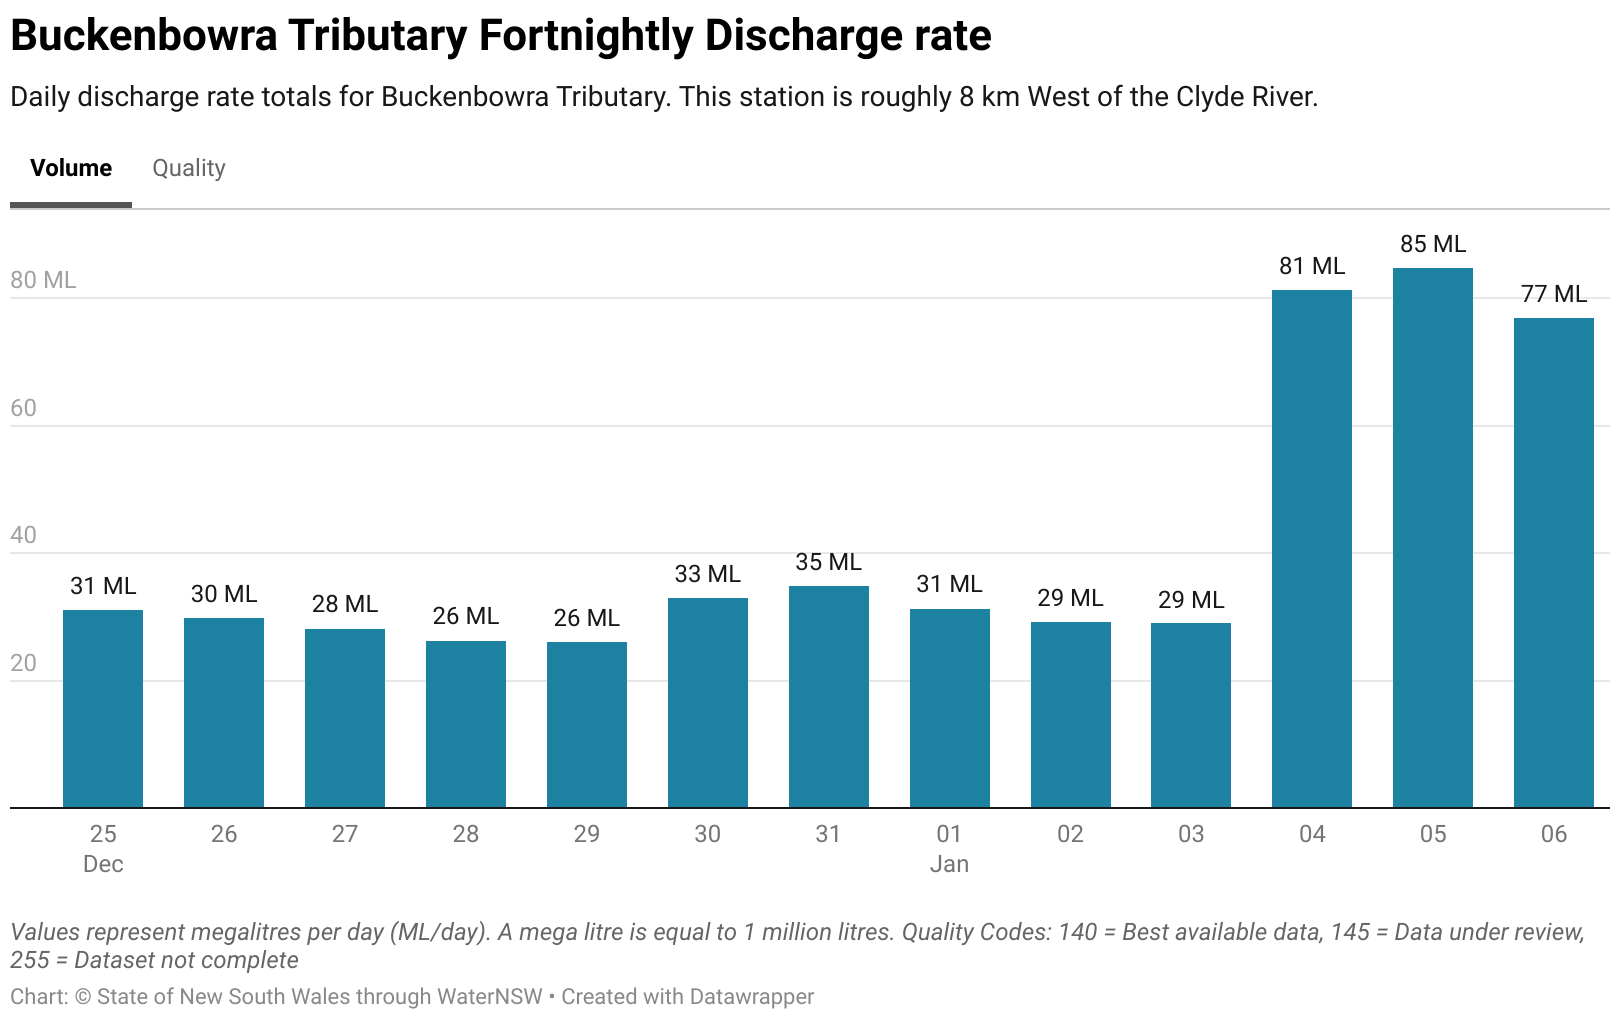 Buckenbowra Tributary Fortnightly Discharge rate
Daily discharge rate totals for Buckenbowra Tributary. This station is roughly 8 km West of the Clyde River.
Volume Quality
80 ML
60
40
20
31 ML
30 ML
28 ML
26 ML
26 ML
33 ML
35 ML
31 ML
29 ML
29 ML
81 ML
85 ML
77 ML
25 26 27 28 29 30 31 01 02 03 04 05 06
Dec Jan
Values represent megalitres per day (ML/day). A mega litre is equal to 1 million litres. Quality Codes: 140 = Best available data, 145 = Data under review,
255 = Dataset not complete
Chart: © State of New South Wales through WaterNSW • Created with Datawrapper